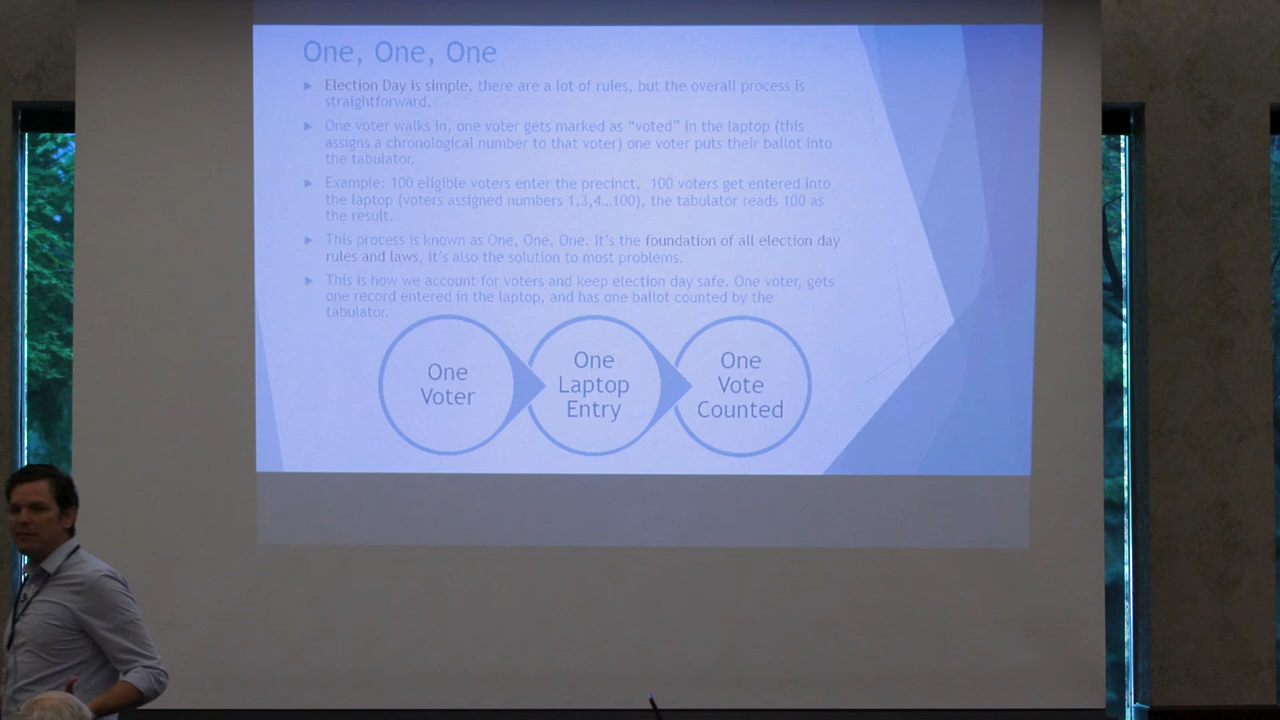 One, One, One
Election Day is simple, there are a lot of rules, but the overall process is
straightforward.
One voter walks in, one voter gets marked as “voted” in the laptop (this
assigns a chronological number to that voter) one voter puts their ballot into
the tabulator.
Example: 100 eligible voters enter the precinct, 100 voters get entered into
the laptop (voters assigned numbers 1,3,4…100), the tabulator reads 100 as
the result.
This process is known as One, One, One. It’s the foundation of all election day
rules and laws, it’s also the solution to most problems.
This is how we account for voters and keep election day safe. One voter, gets
one record entered in the laptop, and has one ballot counted by the
tabulator.
One
Voter
One
Laptop
Entry
One
Vote
Counted